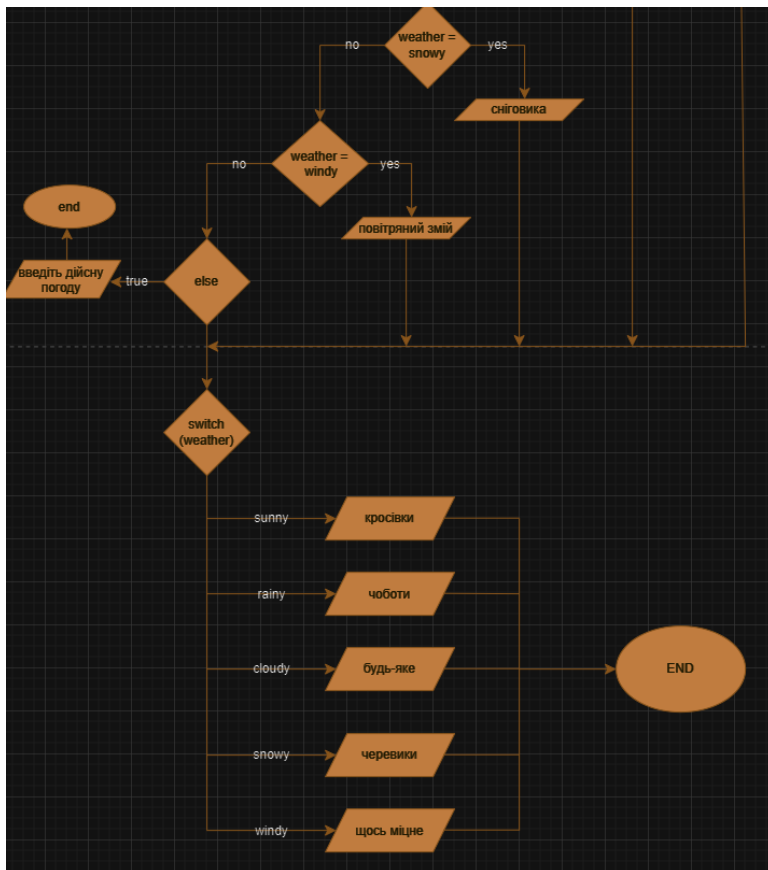 weather =
snowy
no
yes
сніговика
weather =
windy
no
yes
повітряний змій
end
введіть дійсну
погоду
true
else
switch
(weather)
sunny
кросівки
rainy
чоботи
cloudy
будь-яке
END
snowy
черевики
windy
щось міцне